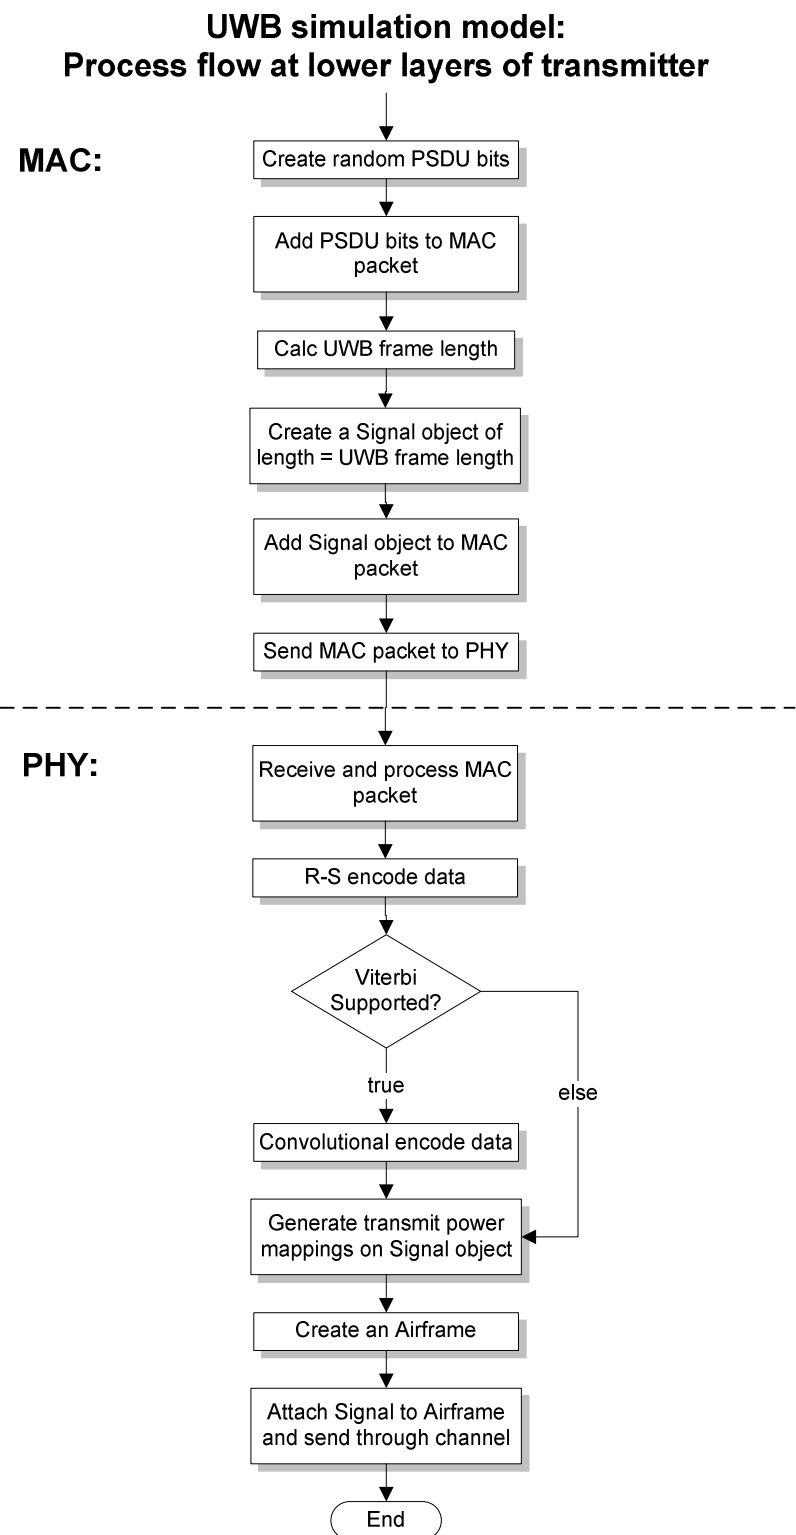 UWB simulation model:
Process flow at lower layers of transmitter
MAC:
Create random PSDU bits
Add PSDU bits to MAC
packet
Calc UWB frame length
Create a Signal object of
length = UWB frame length
Add Signal object to MAC
packet
Send MAC packet to PHY
PHY:
Receive and process MAC
packet
R-S encode data
Viterbi
Supported?
true
else
Convolutional encode data
Generate transmit power
mappings on Signal object
Create an Airframe
Attach Signal to Airframe
and send through channel
End